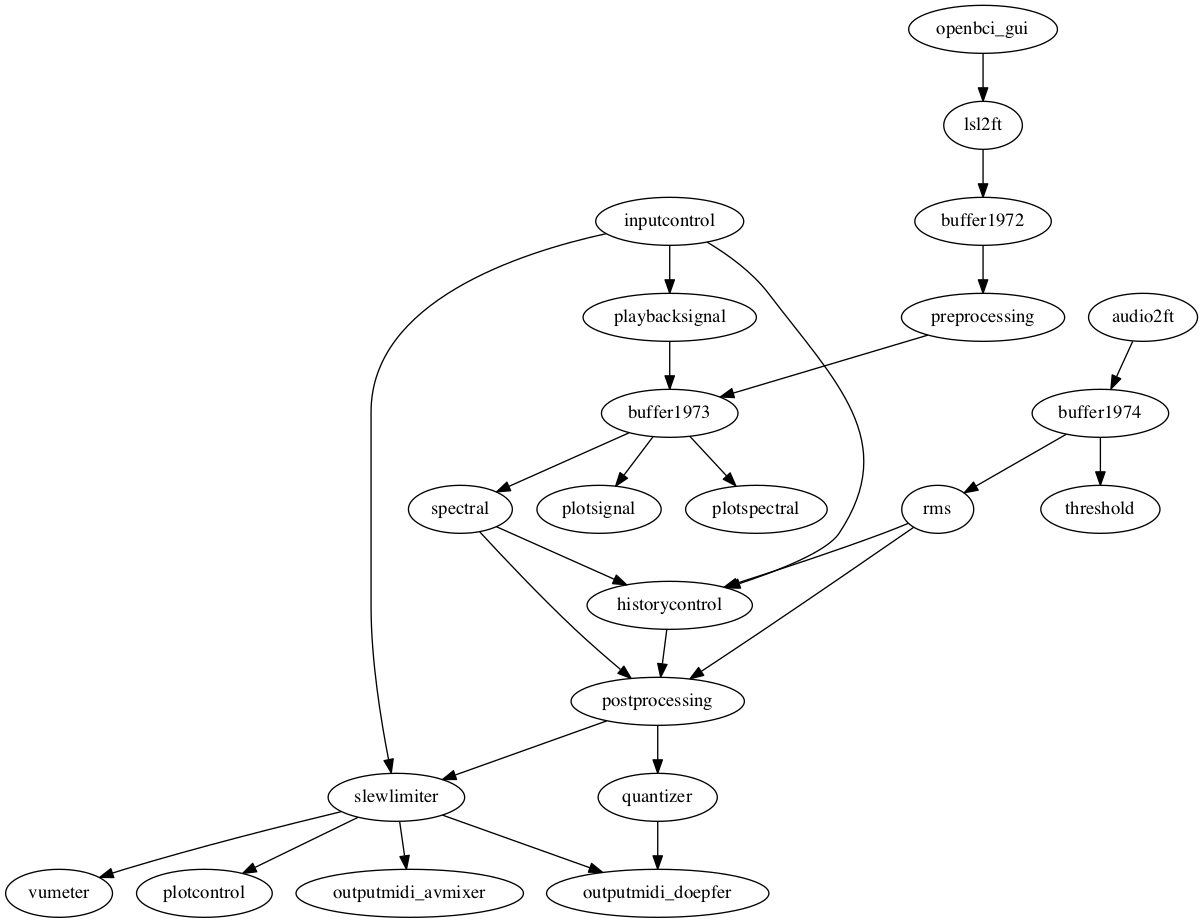 openbci_gui
lsl2ft
inputcontrol
buffer1972
playbacksignal
preprocessing
audio2ft
buffer1973
buffer1974
spectral
plotsignal
plotspectral
rms
threshold
historycontrol
postprocessing
slewlimiter
quantizer
vumeter
plotcontrol
outputmidi_avmixer
outputmidi_doepfer